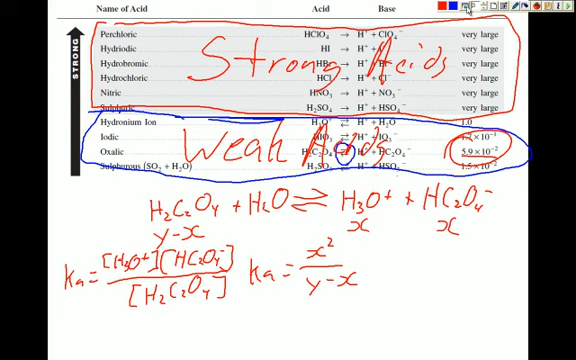 Name of Acid Acid Base Ka
STRONG
Perchloric HClO₄ → H⁺ + ClO₄⁻ very large
Hydriodic HI → H⁺ + very large
Hydrobromic HBr → very large
Hydrochloric HCl → very large
Nitric HNO₃ → H⁺ + NO₃⁻ very large
Sulphuric H₂SO₄ → H⁺ + HSO₄⁻ very large
Strong Acids
Hydronium Ion H₃O⁺ H⁺ + H₂O 1.0
Iodic HIO₃ ⇄ IO₃⁻ × 10⁻¹
Oxalic H₂C₂O₄ H⁺ HC₂O₄⁻ 5.9 × 10⁻²
Sulphurous (SO₂ + H₂O) H₂SO₃ ⇄ H⁺ HSO₃⁻ 1.5 × 10⁻²
Weak Acids
H₂C₂O₄ + H₂O ⇌ H₃O⁺ + HC₂O₄⁻
y-x x x
Ka = [H₃O⁺][HC₂O₄⁻] / [H₂C₂O₄] Ka = x² / y-x